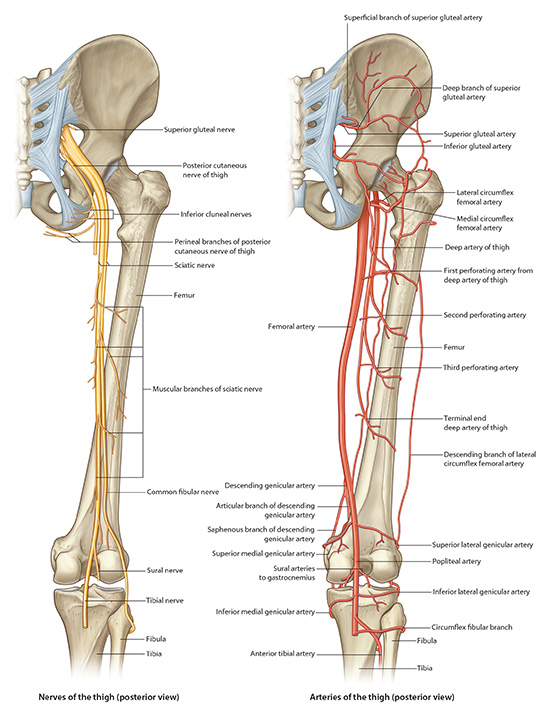 Superior gluteal nerve
Posterior cutaneous
nerve of thigh
Inferior cluneal nerves
Perineal branches of posterior
cutaneous nerve of thigh
Sciatic nerve
Femur
Muscular branches of sciatic nerve
Common fibular nerve
Sural nerve
Tibial nerve
Fibula
Tibia
Nerves of the thigh (posterior view)
Superficial branch of superior gluteal artery
Deep branch of superior
gluteal artery
Superior gluteal artery
Inferior gluteal artery
Lateral circumflex
femoral artery
Medial circumflex
femoral artery
Deep artery of thigh
First perforating artery from
deep artery of thigh
Second perforating artery
Femoral artery
Femur
Third perforating artery
Terminal end
deep artery of thigh
Descending branch of lateral
circumflex femoral artery
Descending genicular artery
Articular branch of descending
genicular artery
Saphenous branch of descending
genicular artery
Superior medial genicular artery
Superior lateral genicular artery
Popliteal artery
Sural arteries
to gastrocnemius
Inferior lateral genicular artery
Inferior medial genicular artery
Circumflex fibular branch
Fibula
Anterior tibial artery
Tibia
Arteries of the thigh (posterior view)